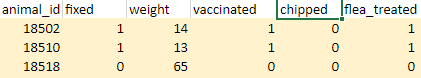 animal_id fixed weight vaccinated chipped flea_treated
18502 1 14 1 0 1
18510 1 13 1 0 1
18518 0 65 0 0 0